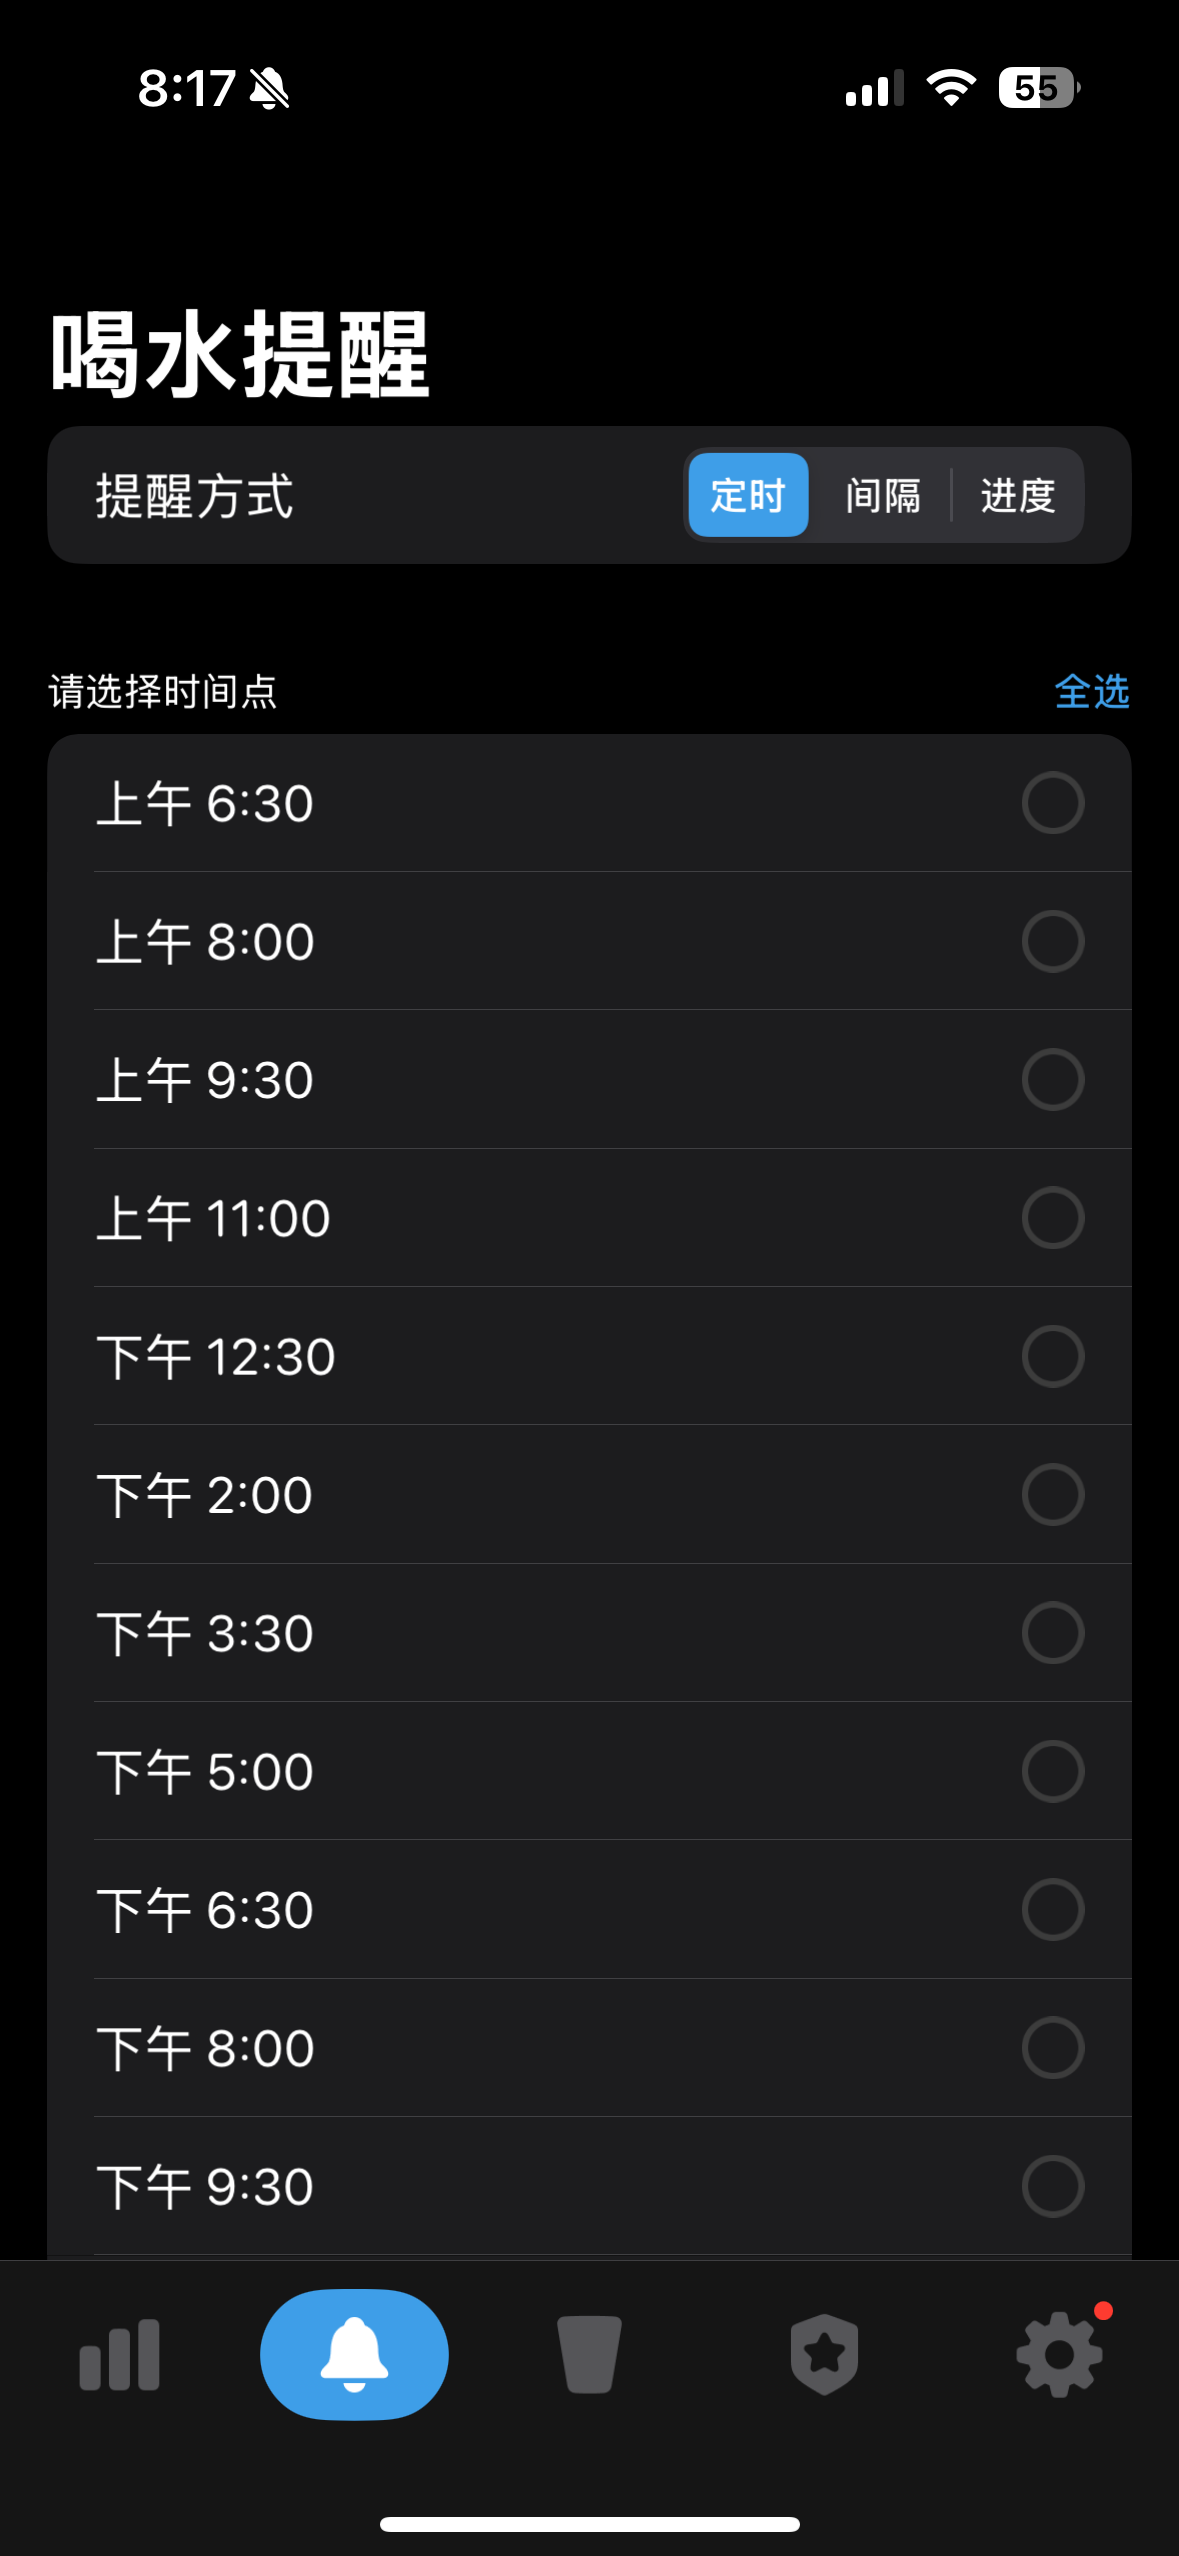 8:17
55
喝水提醒
提醒方式 定时 间隔 进度
请选择时间点 全选
上午 6:30
上午 8:00
上午 9:30
上午 11:00
下午 12:30
下午 2:00
下午 3:30
下午 5:00
下午 6:30
下午 8:00
下午 9:30